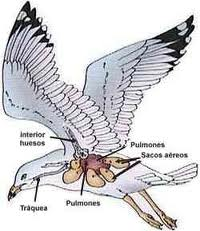 interior
huesos
Pulmones
Sacos aéreos
Tráquea
Pulmones